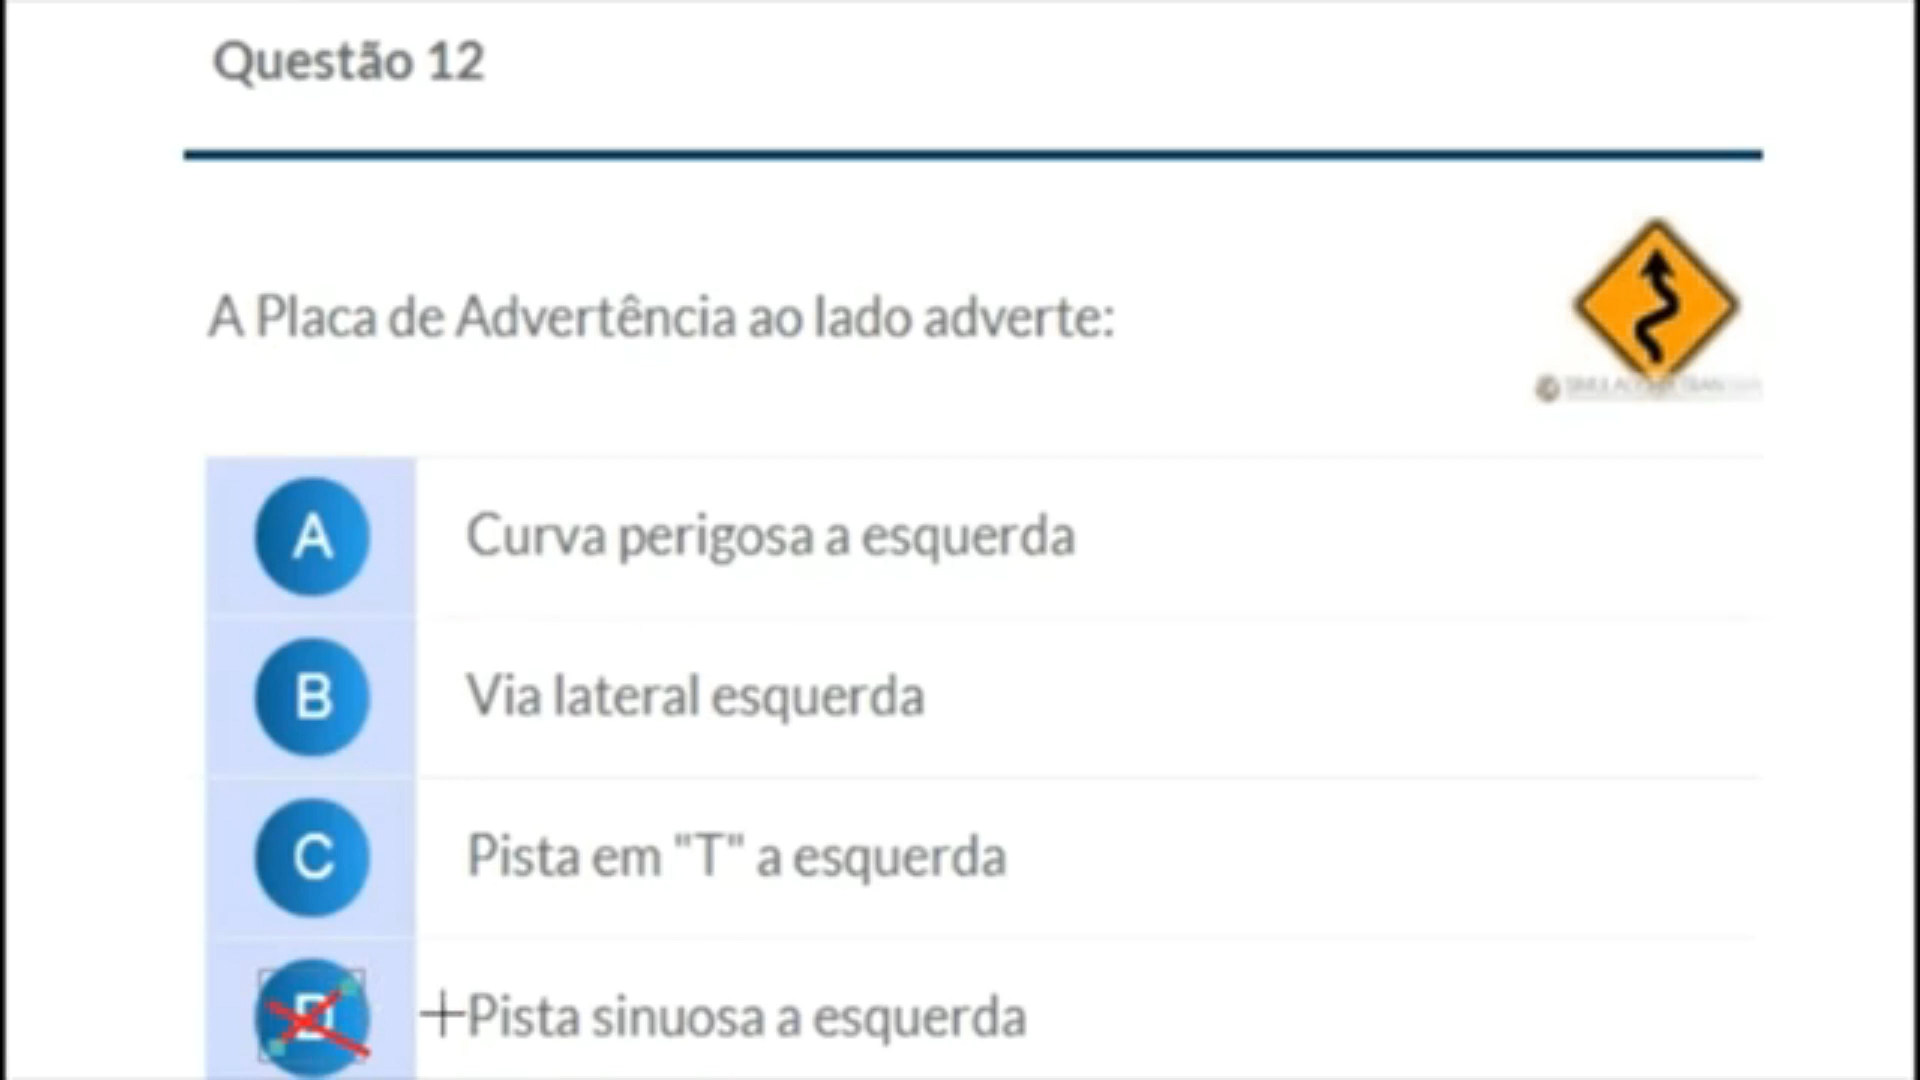 Questão 12
A Placa de Advertência ao lado adverte:
A Curva perigosa a esquerda
B Via lateral esquerda
C Pista em "T" a esquerda
D Pista sinuosa a esquerda